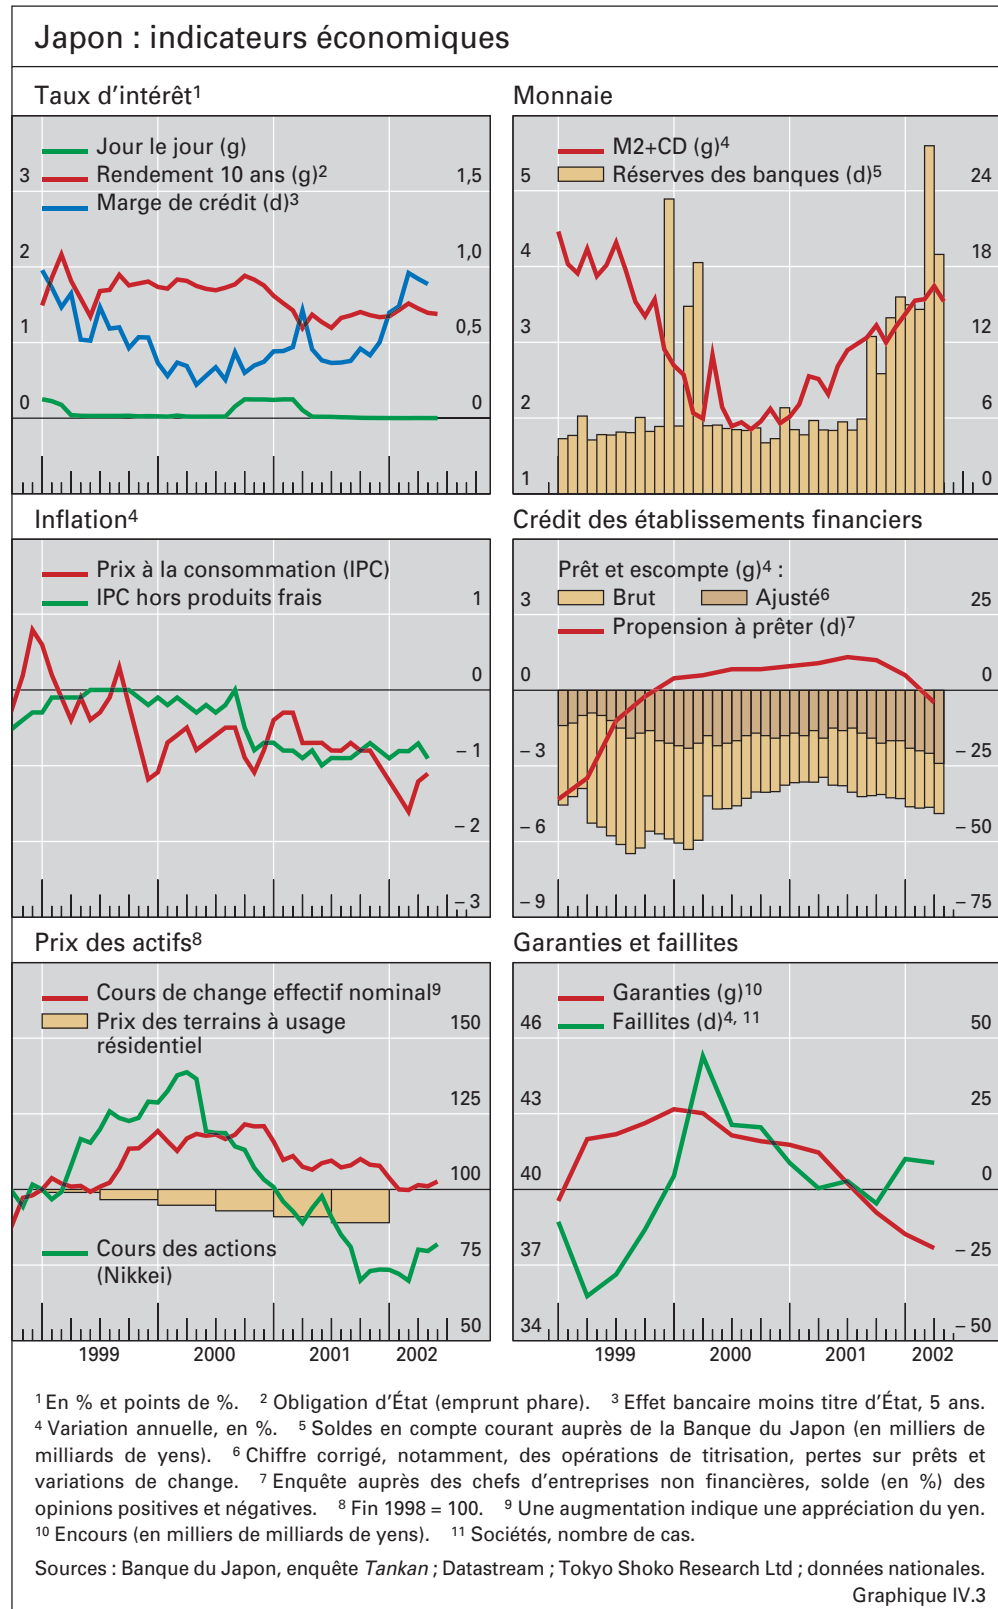 Japon : indicateurs économiques
Taux d'intérêt¹
Jour le jour (g)
Rendement 10 ans (g)²
Marge de crédit (d)³
3
2
1
0
1,5
1,0
0,5
0
Monnaie
M2+CD (g)⁴
Réserves des banques (d)⁵
5
4
3
2
1
24
18
12
6
0
Inflation⁴
Prix à la consommation (IPC)
IPC hors produits frais
1
0
– 1
– 2
– 3
Crédit des établissements financiers
Prêt et escompte (g)⁴ :
Brut Ajusté⁶
Propension à prêter (d)⁷
3
0
– 3
– 6
– 9
25
0
– 25
– 50
– 75
Prix des actifs⁸
Cours de change effectif nominal⁹
Prix des terrains à usage
résidentiel
Cours des actions
(Nikkei)
150
125
100
75
50
1999 2000 2001 2002
Garanties et faillites
Garanties (g)¹⁰
Faillites (d)⁴, ¹¹
46
43
40
37
34
50
25
0
– 25
– 50
1999 2000 2001 2002
¹ En % et points de %. ² Obligation d'État (emprunt phare). ³ Effet bancaire moins titre d'État, 5 ans.
⁴ Variation annuelle, en %. ⁵ Soldes en compte courant auprès de la Banque du Japon (en milliers de
milliards de yens). ⁶ Chiffre corrigé, notamment, des opérations de titrisation, pertes sur prêts et
variations de change. ⁷ Enquête auprès des chefs d'entreprises non financières, solde (en %) des
opinions positives et négatives. ⁸ Fin 1998 = 100. ⁹ Une augmentation indique une appréciation du yen.
¹⁰ Encours (en milliers de milliards de yens). ¹¹ Sociétés, nombre de cas.
Sources : Banque du Japon, enquête Tankan ; Datastream ; Tokyo Shoko Research Ltd ; données nationales.
Graphique IV.3